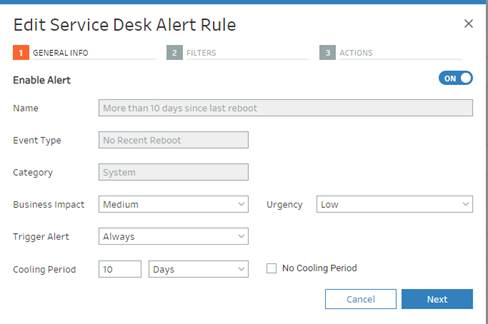 Edit Service Desk Alert Rule
1 GENERAL INFO 2 FILTERS 3 ACTIONS
Enable Alert ON
Name More than 10 days since last reboot
Event Type No Recent Reboot
Category System
Business Impact Medium Urgency Low
Trigger Alert Always
Cooling Period 10 Days No Cooling Period
Cancel Next